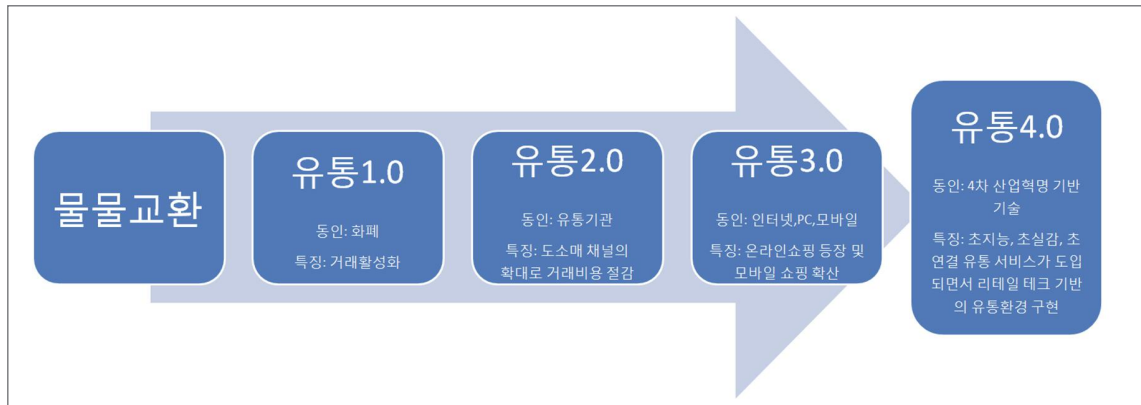 물물교환
유통1.0
동인: 화폐
특징: 거래활성화
유통2.0
동인: 유통기관
특징: 도소매 채널의
확대로 거래비용 절감
유통3.0
동인: 인터넷,PC,모바일
특징: 온라인쇼핑 등장 및
모바일 쇼핑 확산
유통4.0
동인: 4차 산업혁명 기반
기술
특징: 초지능, 초실감, 초
연결 유통 서비스가 도입
되면서 리테일 테크 기반
의 유통환경 구현